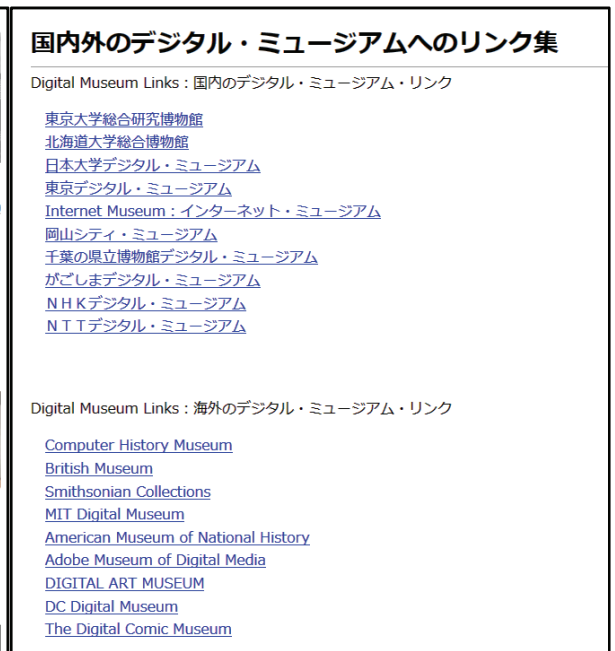 国内外のデジタル・ミュージアムへのリンク集
Digital Museum Links：国内のデジタル・ミュージアム・リンク
東京大学総合研究博物館
北海道大学総合博物館
日本大学デジタル・ミュージアム
東京デジタル・ミュージアム
Internet Museum：インターネット・ミュージアム
岡山シティ・ミュージアム
千葉の県立博物館デジタル・ミュージアム
がごしまデジタル・ミュージアム
ＮＨＫデジタル・ミュージアム
ＮＴＴデジタル・ミュージアム
Digital Museum Links：海外のデジタル・ミュージアム・リンク
Computer History Museum
British Museum
Smithsonian Collections
MIT Digital Museum
American Museum of National History
Adobe Museum of Digital Media
DIGITAL ART MUSEUM
DC Digital Museum
The Digital Comic Museum